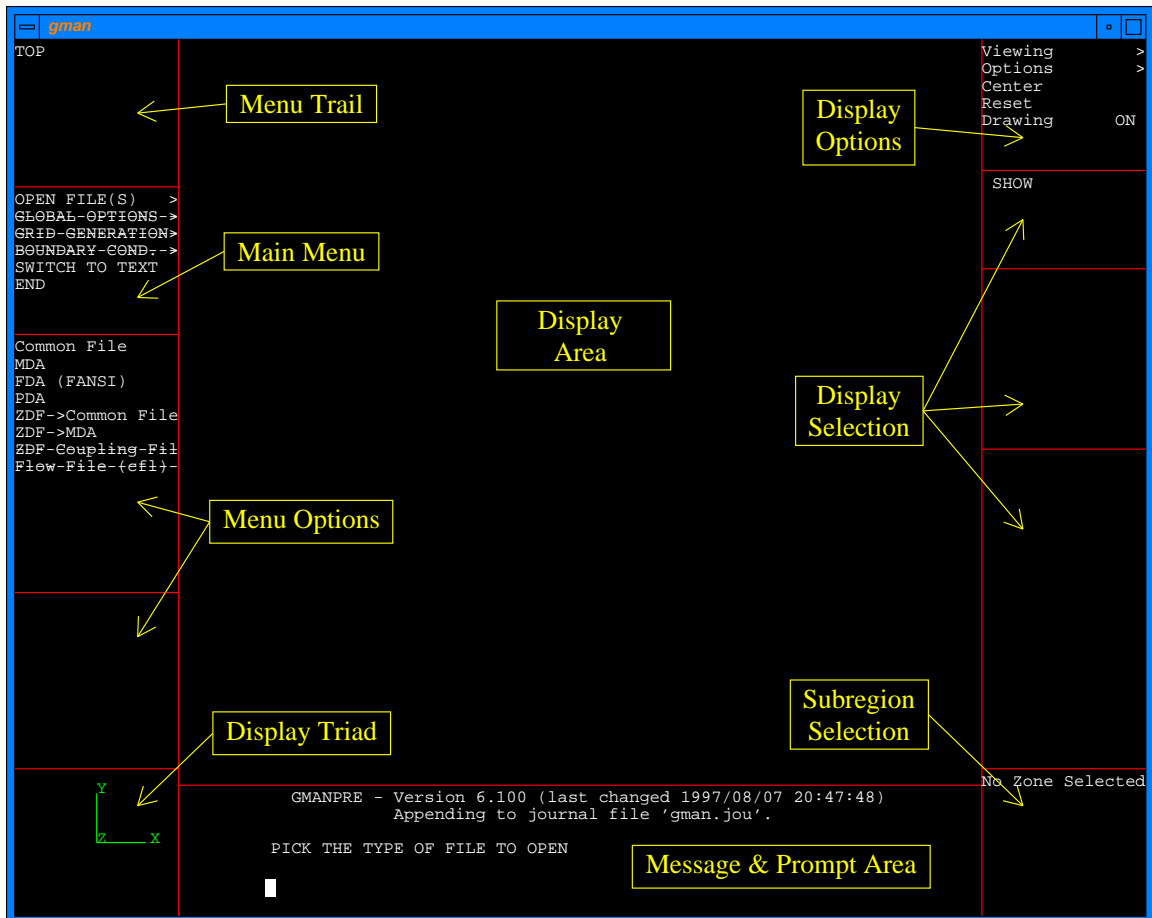 gman
TOP
Menu Trail
OPEN FILE(S) >
GLOBAL OPTIONS >
GRID GENERATION>
BOUNDARY COND. >
SWITCH TO TEXT
END
Main Menu
Common File
MDA
FDA (FANSI)
PDA
ZDF->Common File
ZDF->MDA
ZDF Coupling Fil
Flow File (cfl)
Menu Options
Display Triad
Y
Z X
Display
Area
Viewing >
Options >
Center
Reset
Drawing ON
Display
Options
SHOW
Display
Selection
Subregion
Selection
No Zone Selected
GMANPRE - Version 6.100 (last changed 1997/08/07 20:47:48)
Appending to journal file 'gman.jou'.
PICK THE TYPE OF FILE TO OPEN
Message & Prompt Area